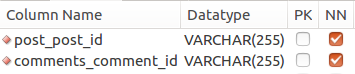 Column Name Datatype PK NN
post_post_id VARCHAR(255)
comments_comment_id VARCHAR(255)